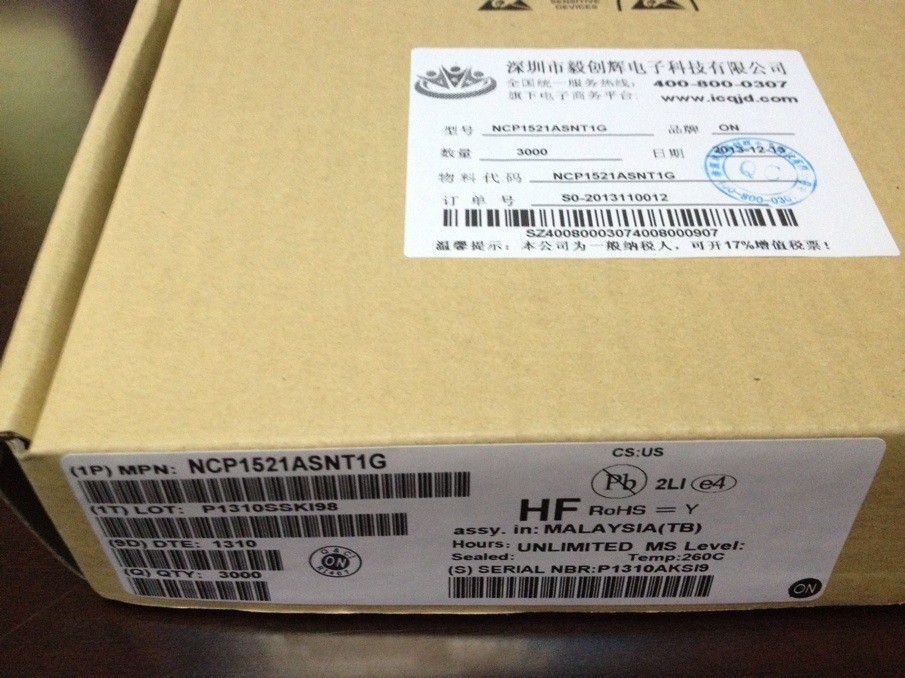 SENSITIVE
DEVICES
深圳市毅创辉电子科技有限公司
全国统一服务热线: 400-800-0307
旗下电子商务平台: www.icqjd.com
型号 NCP1521ASNT1G 品牌 ON
数量 3000 日期 2013-12-19
QC
物料代码 NCP1521ASNT1G
订单号 S0-2013110012
SZ40080003074008000907
温馨提示: 本公司为一般纳税人, 可开17%增值税票!
(1P) MPN: NCP1521ASNT1G
(1T) LOT: P1310SSKI98
(9D) DTE: 1310
(Q) QTY: 3000
ON
CS:US
Pb 2LI e4
HF RoHS = Y
assy. in: MALAYSIA(TB)
Hours: UNLIMITED MS Level:
Sealed: Temp:260C
(S) SERIAL NBR:P1310AKSI9
ON